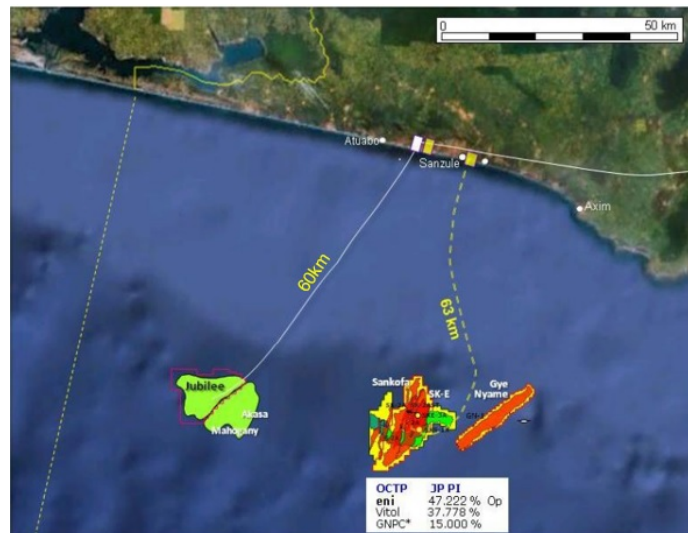 0 50 km
Atuabo
Sanzule
Axim
60km
63 km
Jubilee
Akasa
Mahogany
Sankofa
SK-E
Gye
Nyame
OCTP JP PI
eni 47.222 % Op
Vitol 37.778 %
GNPC* 15.000 %